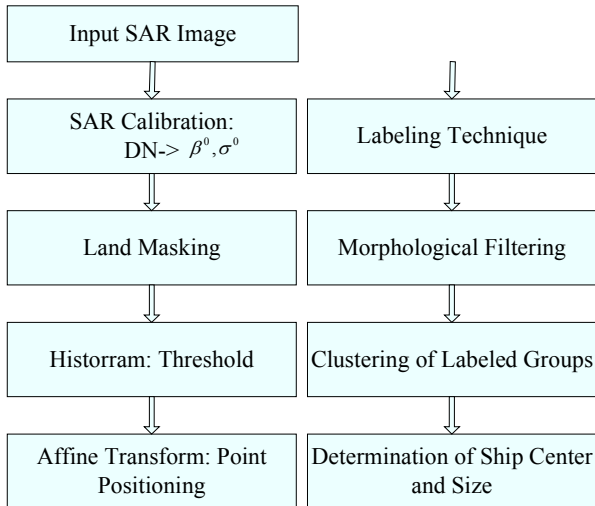 Input SAR Image
SAR Calibration:
DN-> β⁰,σ⁰
Land Masking
Historram: Threshold
Affine Transform: Point
Positioning
Labeling Technique
Morphological Filtering
Clustering of Labeled Groups
Determination of Ship Center
and Size